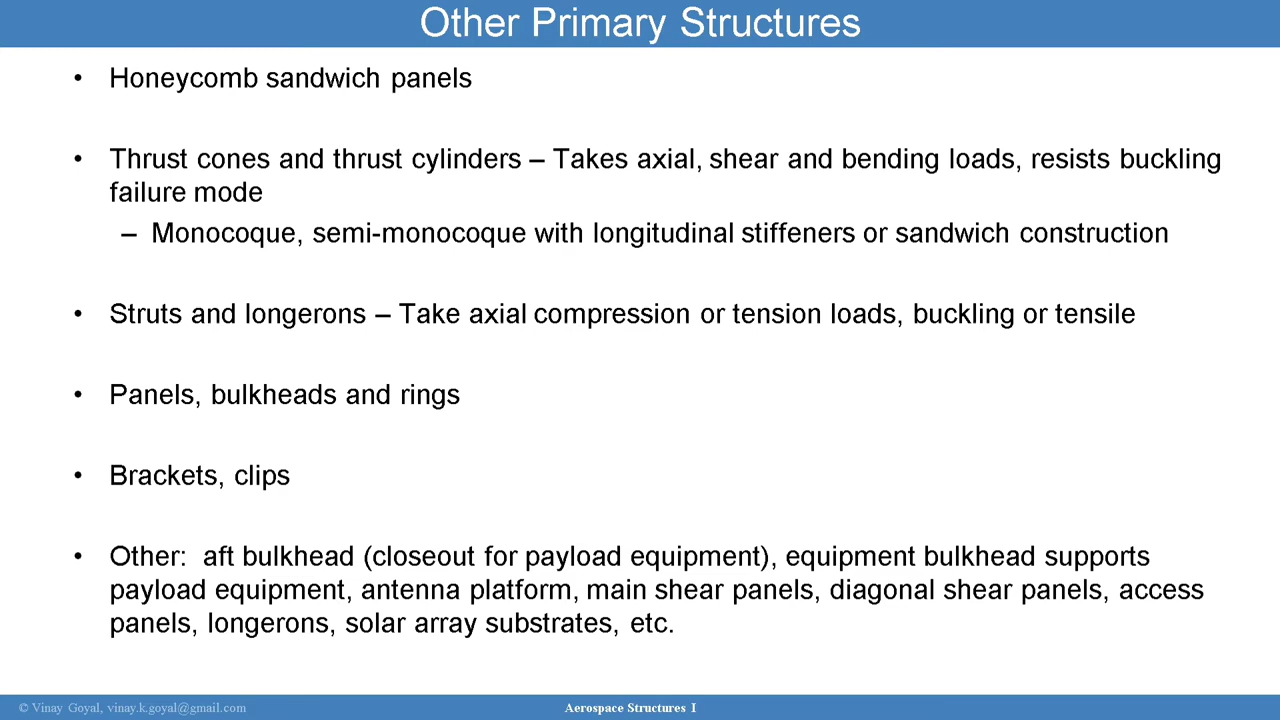 Other Primary Structures
• Honeycomb sandwich panels
• Thrust cones and thrust cylinders – Takes axial, shear and bending loads, resists buckling
failure mode
– Monocoque, semi-monocoque with longitudinal stiffeners or sandwich construction
• Struts and longerons – Take axial compression or tension loads, buckling or tensile
• Panels, bulkheads and rings
• Brackets, clips
• Other:  aft bulkhead (closeout for payload equipment), equipment bulkhead supports
payload equipment, antenna platform, main shear panels, diagonal shear panels, access
panels, longerons, solar array substrates, etc.
© Vinay Goyal, vinay.k.goyal@gmail.com
Aerospace Structures I